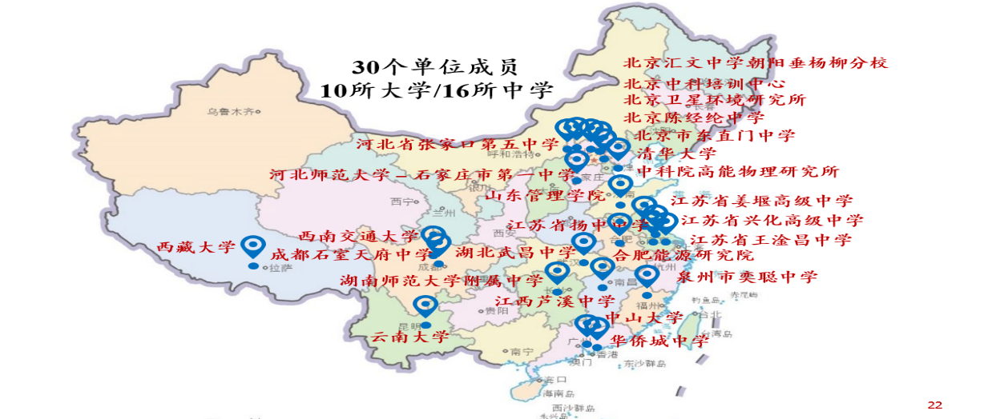 30个单位成员
10所大学/16所中学
北京汇文中学朝阳垂杨柳分校
北京中科培训中心
北京卫星环境研究所
北京陈经纶中学
北京市东直门中学
清华大学
中科院高能物理研究所
河北省张家口第五中学
河北师范大学－石家庄市第一中学
山东管理学院
江苏省姜堰高级中学
江苏省兴化高级中学
江苏省扬中中学
江苏省王淦昌中学
西藏大学
西南交通大学
成都石室天府中学
湖北武昌中学
合肥能源研究院
湖南师范大学附属中学
泉州市奕聪中学
江西芦溪中学
中山大学
云南大学
华侨城中学
乌鲁木齐
呼和浩特
西宁
兰州
银川
西安
拉萨
成都
贵阳
昆明
南宁
南昌
福州
杭州
合肥
武汉
长沙
台北
台湾岛
钓鱼岛
赤尾屿
香港
澳门
东沙群岛
海口
海南岛
西沙群岛
永兴岛
22